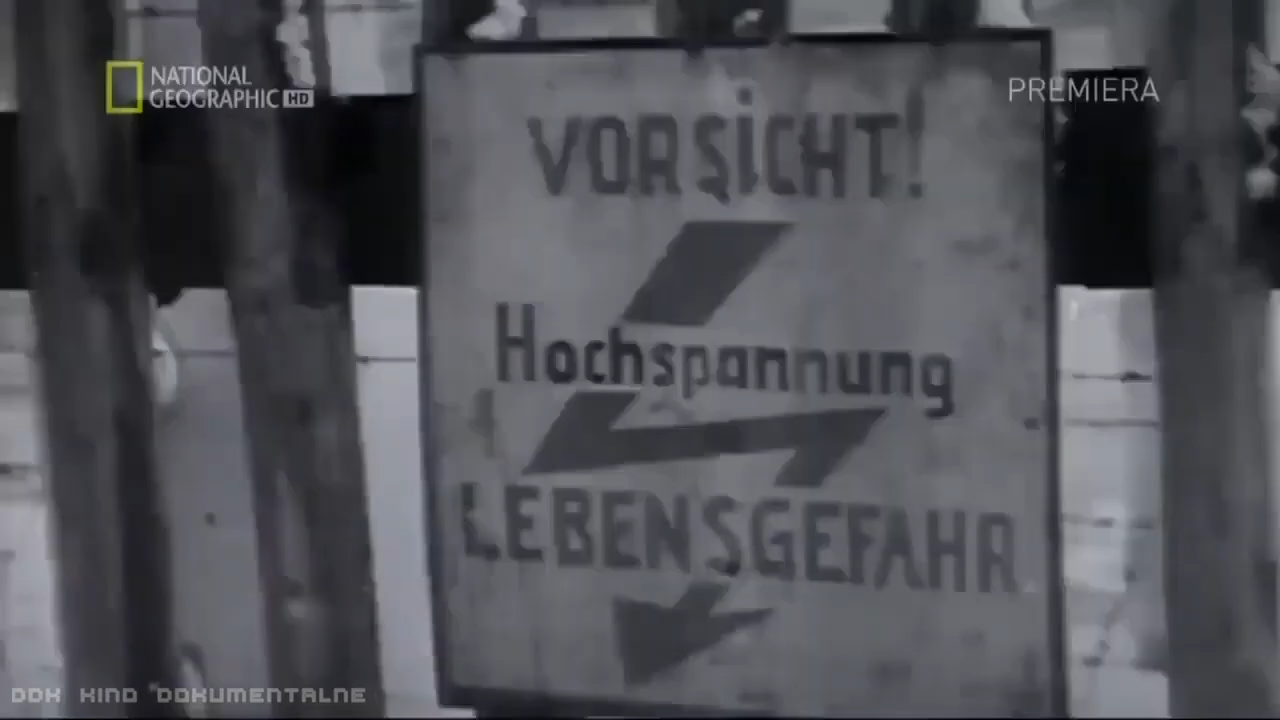 NATIONAL
GEOGRAPHIC HD
PREMIERA
VORSiCHT!
Hochspannung
LEBENSGEFAHR
DDK KINO DOKUMENTALNE